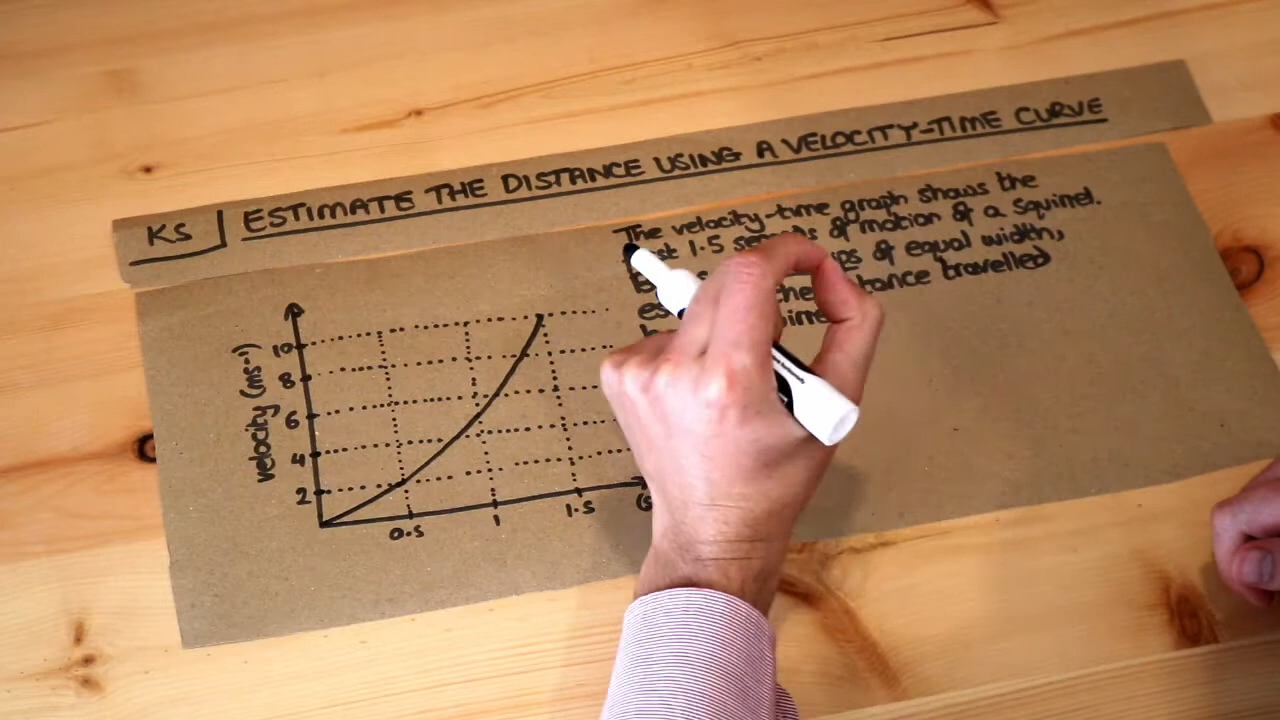 KS
ESTIMATE THE DISTANCE USING A VELOCITY-TIME CURVE
The velocity-time graph shows the
1.5 of motion of a squirrel.
of equal width,
travelled
velocity (ms⁻¹)
10
8
6
4
2
0.5
1
1.5